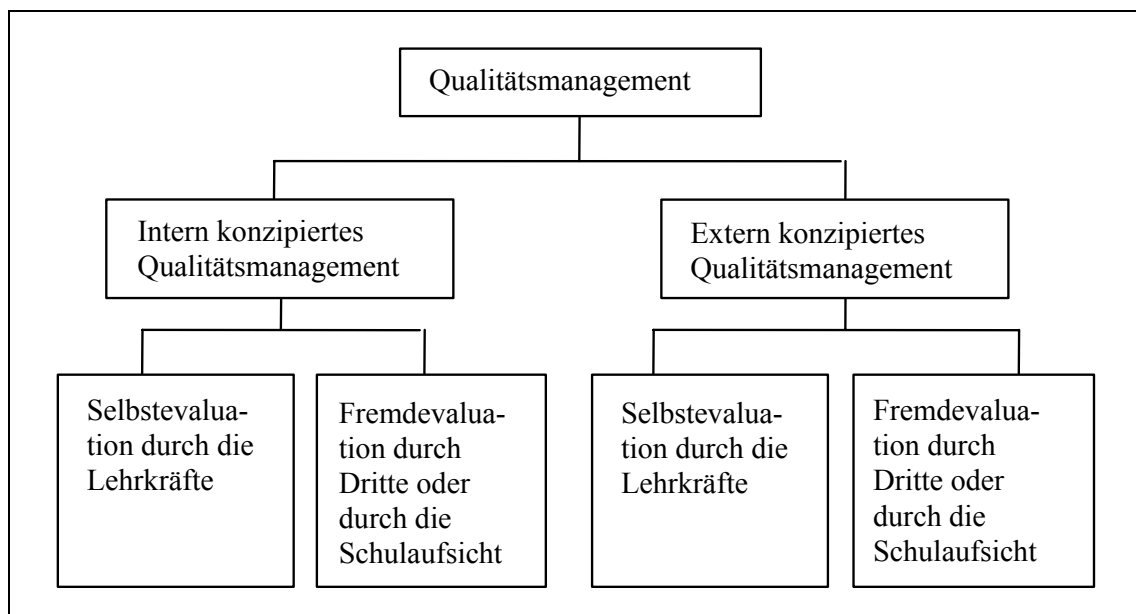 Qualitätsmanagement
Intern konzipiertes
Qualitätsmanagement
Extern konzipiertes
Qualitätsmanagement
Selbstevalua-
tion durch die
Lehrkräfte
Fremdevalua-
tion durch
Dritte oder
durch die
Schulaufsicht
Selbstevalua-
tion durch die
Lehrkräfte
Fremdevalua-
tion durch
Dritte oder
durch die
Schulaufsicht